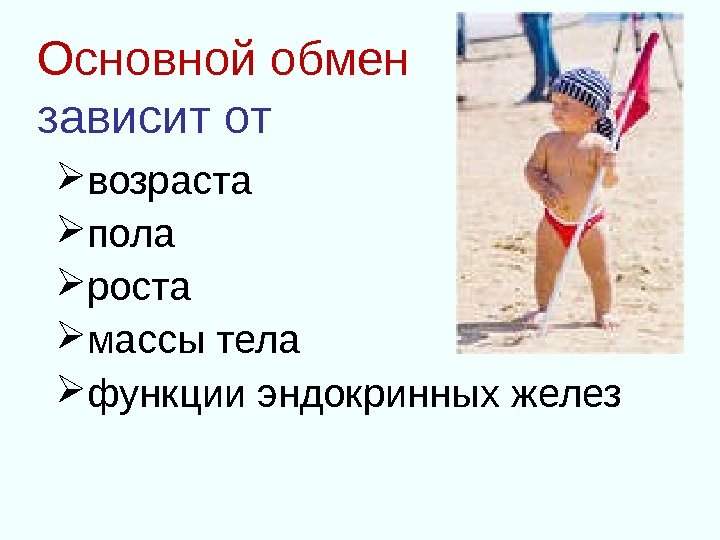 Основной обмен
зависит от
возраста
пола
роста
массы тела
функции эндокринных желез